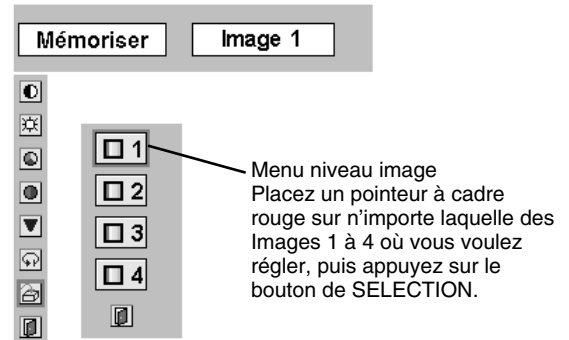 Mémoriser
Image 1
1
2
3
4
Menu niveau image
Placez un pointeur à cadre
rouge sur n’importe laquelle des
Images 1 à 4 où vous voulez
régler, puis appuyez sur le
bouton de SELECTION.